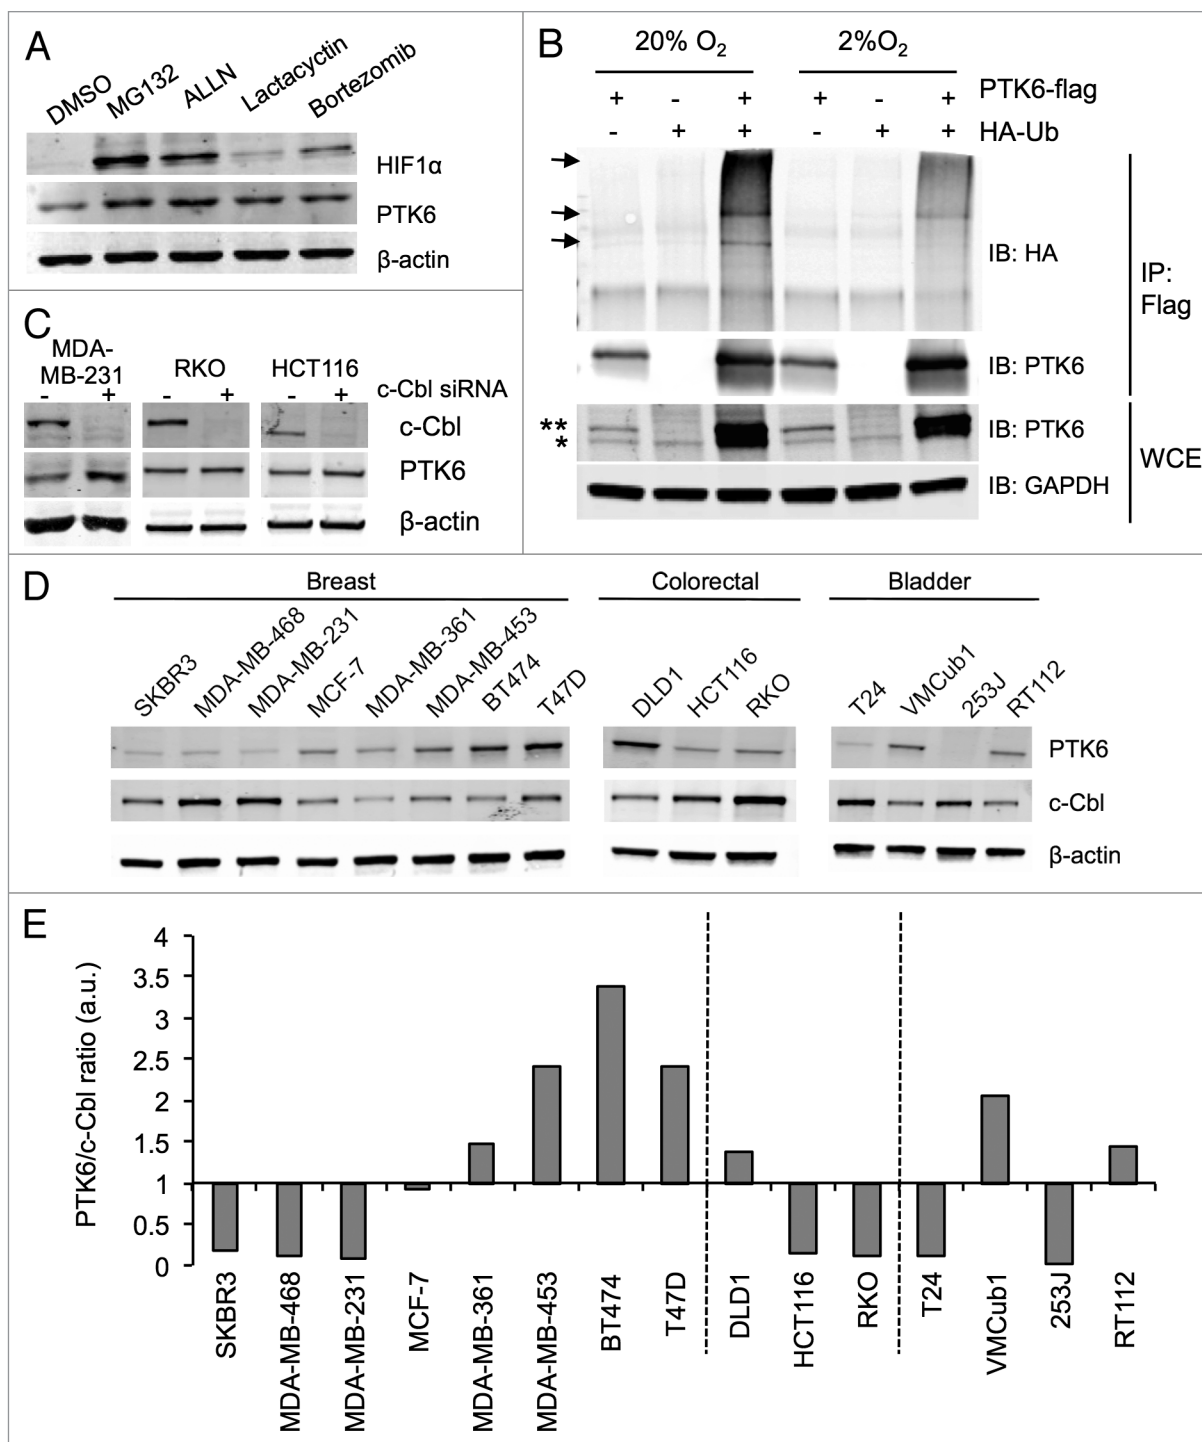 A
DMSO
MG132
ALLN
Lactacyctin
Bortezomib
HIF1α
PTK6
β-actin
B
20% O2
2%O2
+ - + + - + PTK6-flag
- + + - + + HA-Ub
IB: HA
IB: PTK6
IP:
Flag
** 
*
IB: PTK6
IB: GAPDH
WCE
C
MDA-
MB-231
RKO
HCT116
- + - + - + c-Cbl siRNA
c-Cbl
PTK6
β-actin
D
Breast
Colorectal
Bladder
SKBR3
MDA-MB-468
MDA-MB-231
MCF-7
MDA-MB-361
MDA-MB-453
BT474
T47D
DLD1
HCT116
RKO
T24
VMCub1
253J
RT112
PTK6
c-Cbl
β-actin
E
PTK6/c-Cbl ratio (a.u.)
4
3.5
3
2.5
2
1.5
1
0.5
0
SKBR3
MDA-MB-468
MDA-MB-231
MCF-7
MDA-MB-361
MDA-MB-453
BT474
T47D
DLD1
HCT116
RKO
T24
VMCub1
253J
RT112